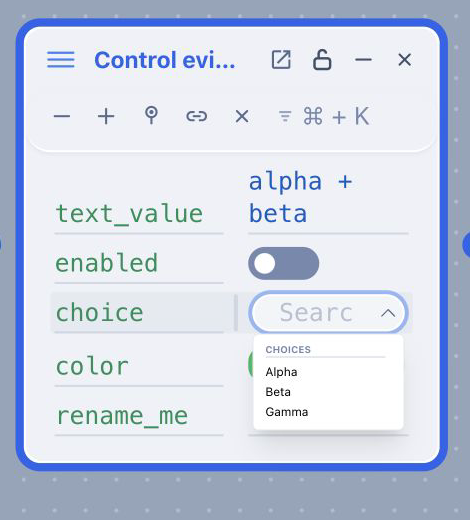 Control evi...
⌘ + K
alpha +
text_value beta
enabled
choice Searc
CHOICES
Alpha
color
Beta
Gamma
rename_me